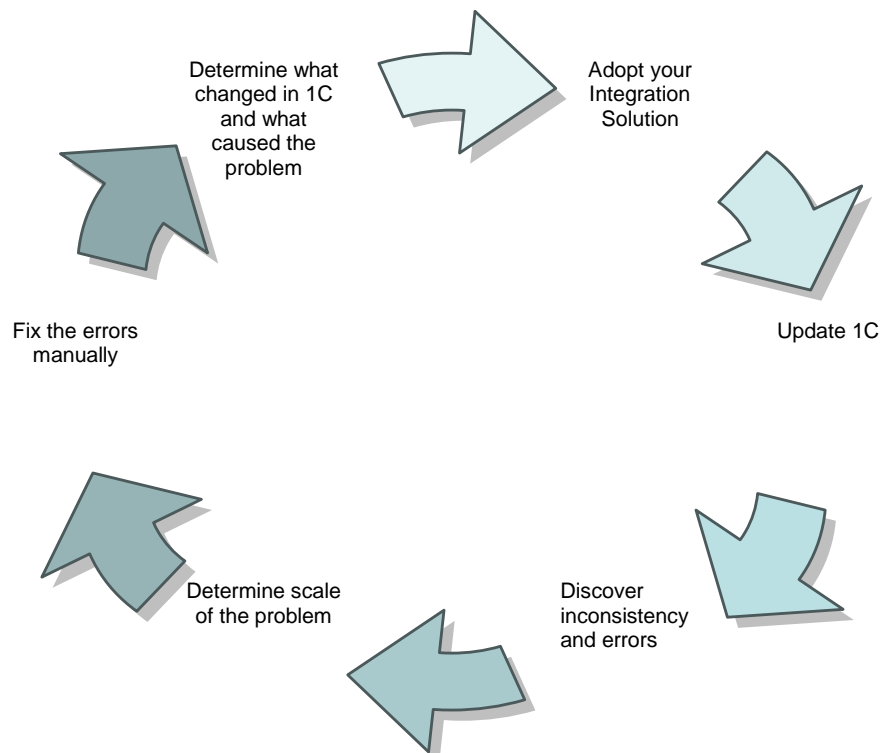 Determine what
changed in 1C
and what
caused the
problem
Adopt your
Integration
Solution
Update 1C
Discover
inconsistency
and errors
Determine scale
of the problem
Fix the errors
manually